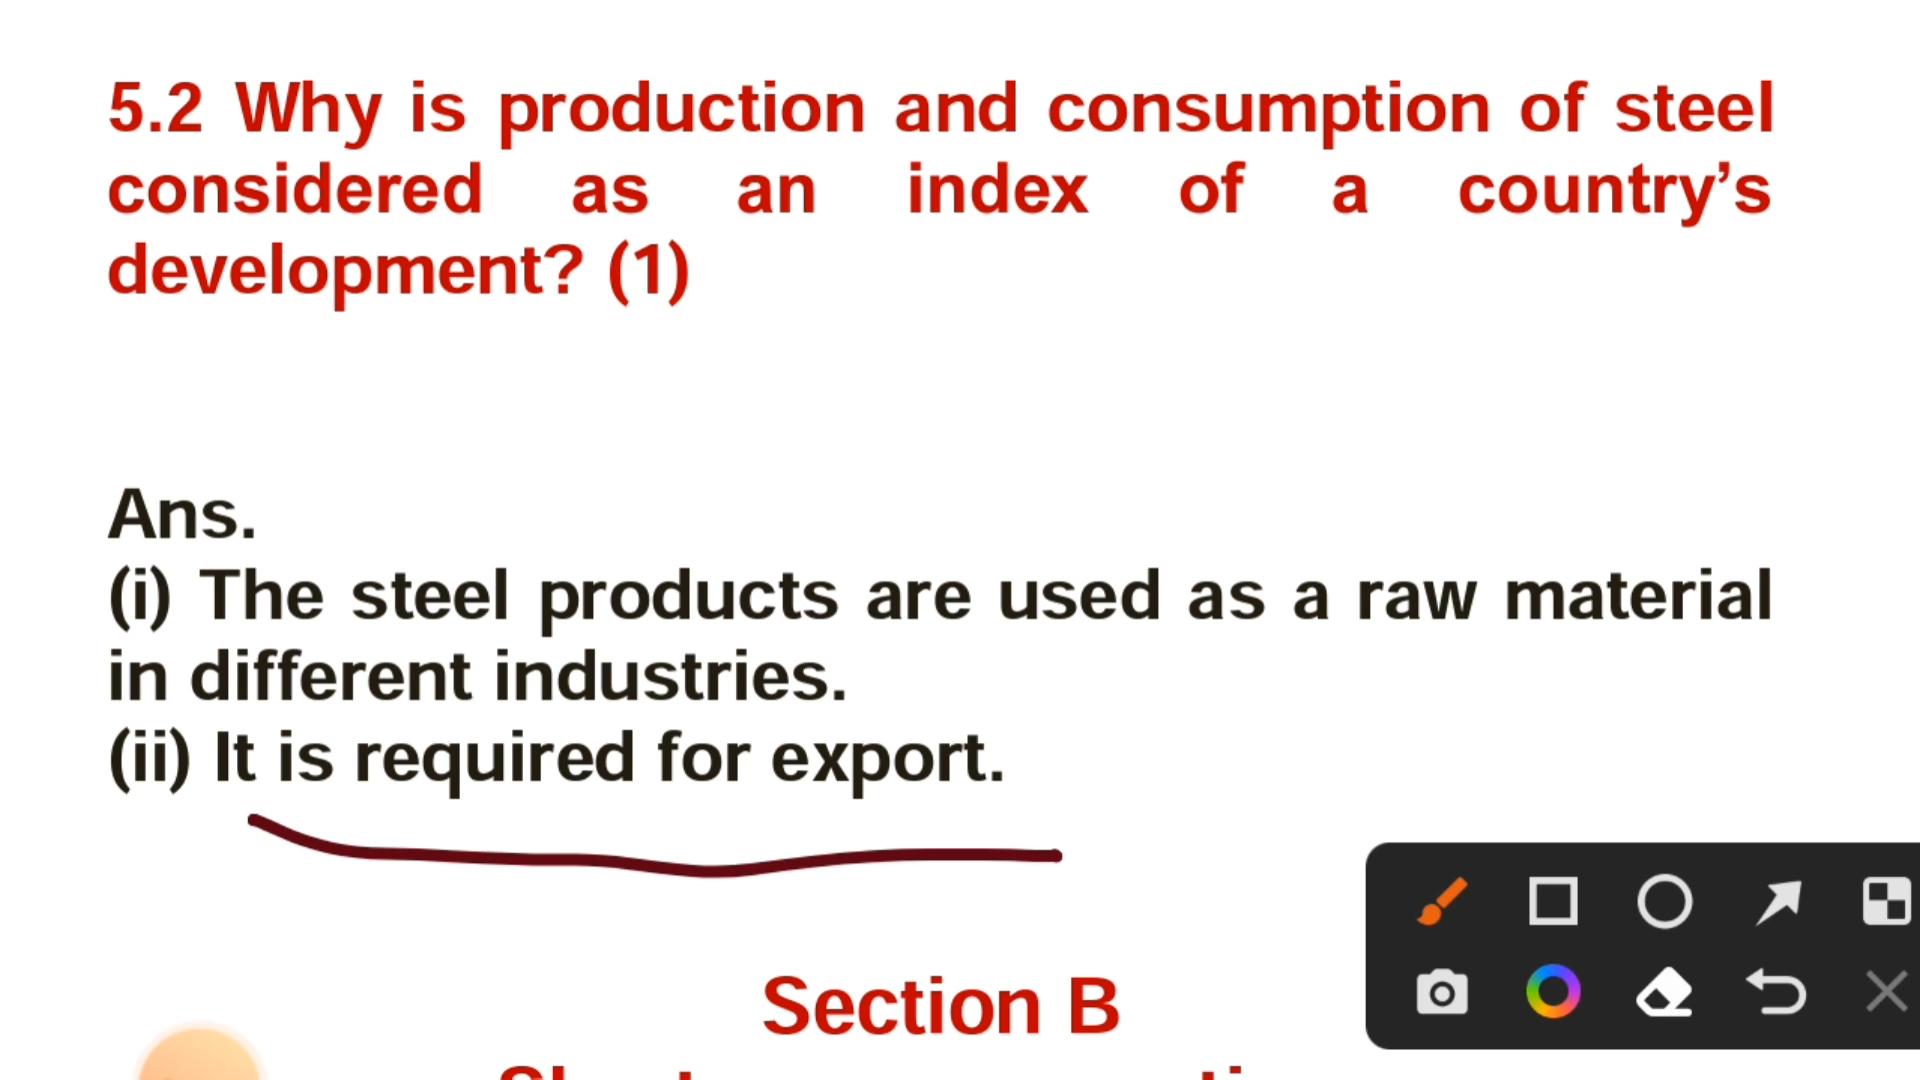 5.2 Why is production and consumption of steel
considered as an index of a country’s
development? (1)
Ans.
(i) The steel products are used as a raw material
in different industries.
(ii) It is required for export.
Section B